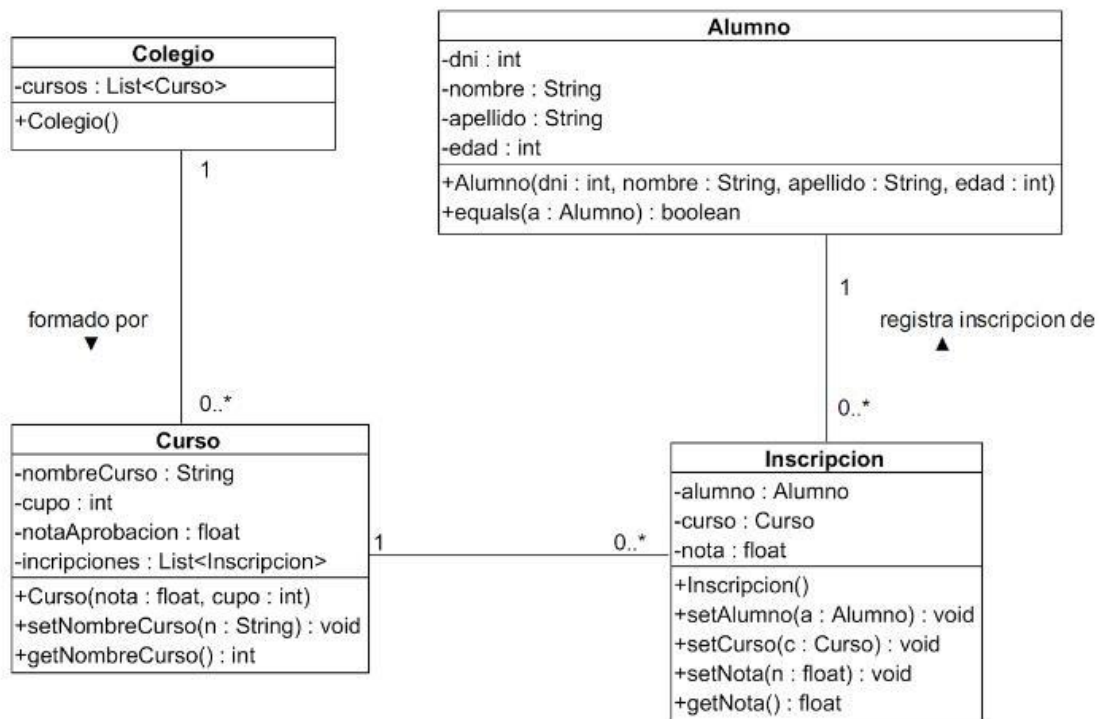 Colegio
-cursos : List<Curso>
+Colegio()
Alumno
-dni : int
-nombre : String
-apellido : String
-edad : int
+Alumno(dni : int, nombre : String, apellido : String, edad : int)
+equals(a : Alumno) : boolean
1
formado por
0..*
1
registra inscripcion de
0..*
Curso
-nombreCurso : String
-cupo : int
-notaAprobacion : float
-incripciones : List<Inscripcion>
+Curso(nota : float, cupo : int)
+setNombreCurso(n : String) : void
+getNombreCurso() : int
1
0..*
Inscripcion
-alumno : Alumno
-curso : Curso
-nota : float
+Inscripcion()
+setAlumno(a : Alumno) : void
+setCurso(c : Curso) : void
+setNota(n : float) : void
+getNota() : float